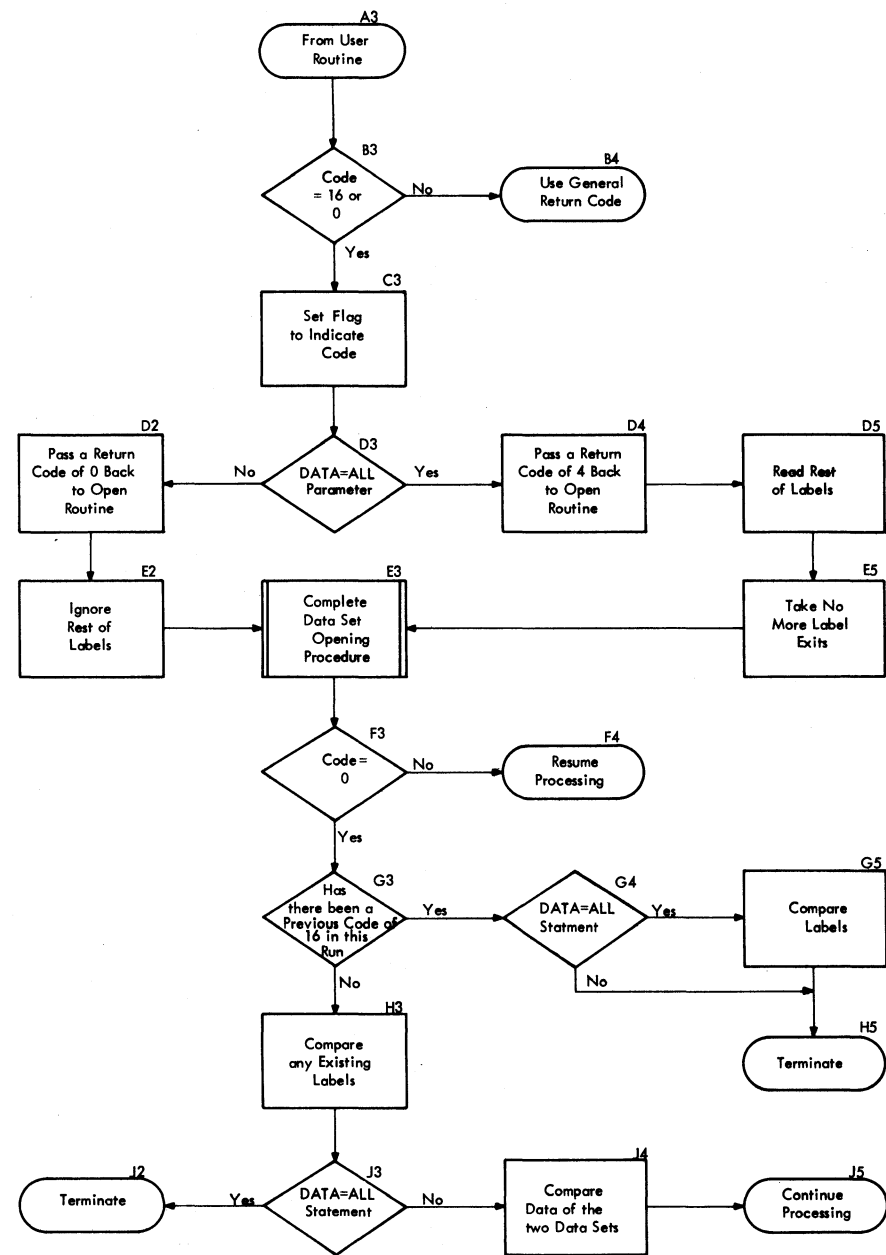 A3
From User
Routine
B3
Code
= 16 or
0
No
B4
Use General
Return Code
Yes
C3
Set Flag
to Indicate
Code
D2
Pass a Return
Code of 0 Back
to Open
Routine
No
D3
DATA=ALL
Parameter
Yes
D4
Pass a Return
Code of 4 Back
to Open
Routine
D5
Read Rest
of Labels
E2
Ignore
Rest of
Labels
E3
Complete
Data Set
Opening
Procedure
E5
Take No
More Label
Exits
F3
Code =
0
No
F4
Resume
Processing
Yes
G3
Has
there been a
Previous Code of
16 in this
Run
Yes
G4
DATA=ALL
Statment
Yes
G5
Compare
Labels
No
No
H3
Compare
any Existing
Labels
H5
Terminate
J2
Terminate
Yes
J3
DATA=ALL
Statement
No
J4
Compare
Data of the
two Data Sets
J5
Continue
Processing